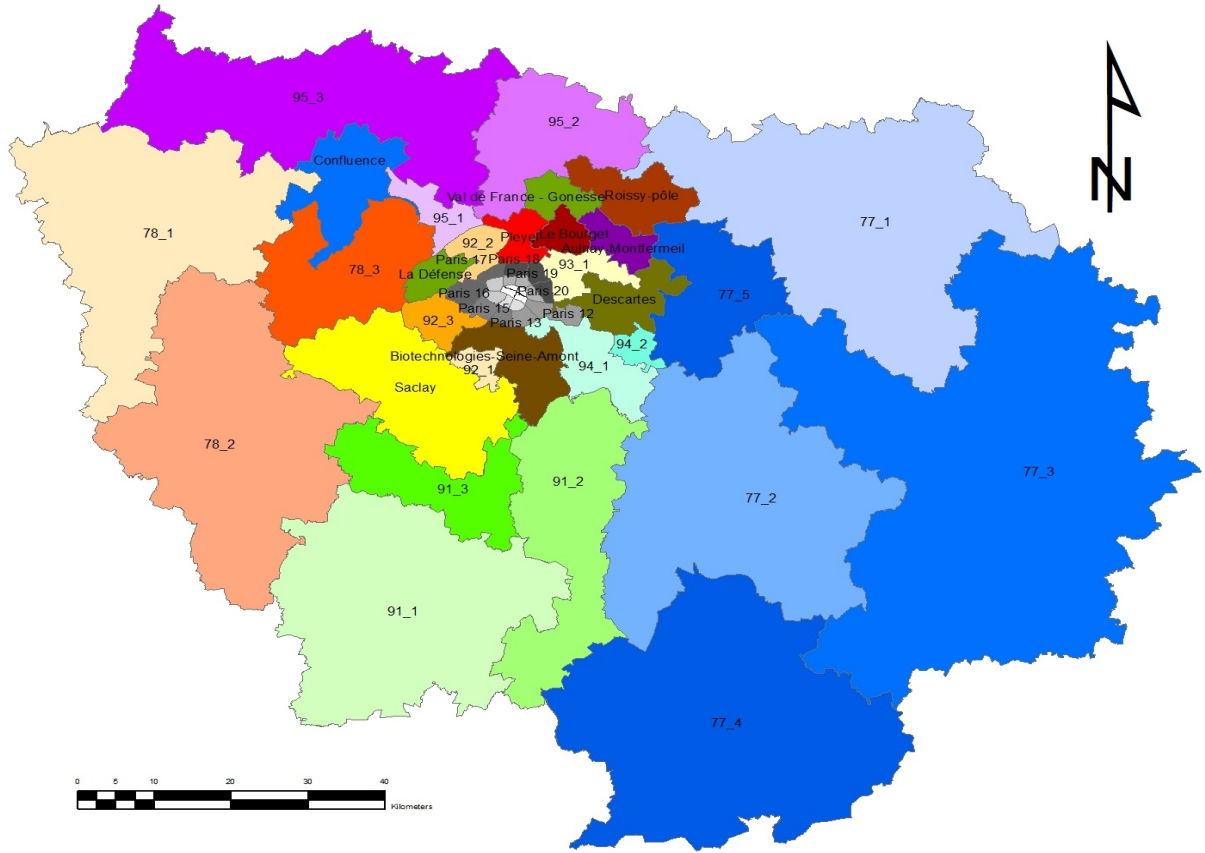 95_3
95_2
Confluence
Val de France - Gonesse
Roissy-pôle
95_1
77_1
78_1
Pleyel
Le Bourget
92_2
Aulnay Montfermeil
Paris 17
Paris 18
93_1
78_3
La Défense
Paris 19
Paris 16
Paris 20
77_5
Descartes
Paris 15
Paris 12
92_3
Paris 13
94_2
Biotechnologies-Seine-Amont
94_1
92_1
Saclay
78_2
77_3
91_3
91_2
77_2
91_1
77_4
N
0 5 10 20 30 40
Kilometers